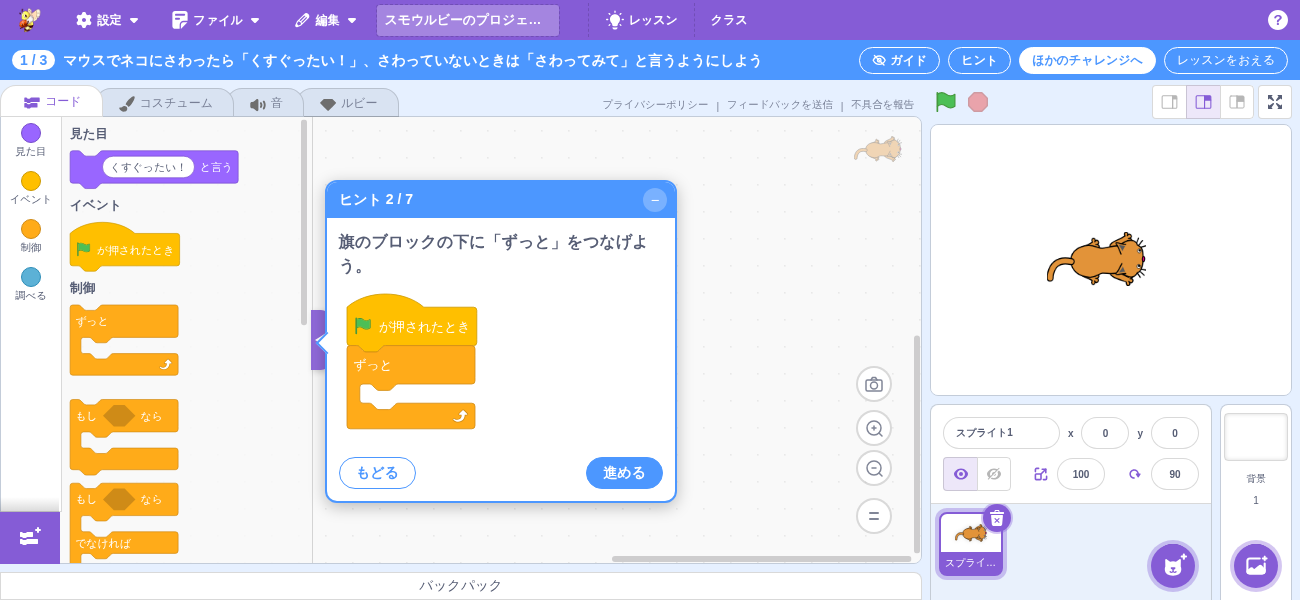 設定 ファイル 編集 スモウルビーのプロジェ… レッスン クラス ?
1 / 3 マウスでネコにさわったら「くすぐったい！」、さわっていないときは「さわってみて」と言うようにしよう ガイド ヒント ほかのチャレンジへ レッスンをおえる
コード コスチューム 音 ルビー プライバシーポリシー | フィードバックを送信 | 不具合を報告
見た目
イベント
制御
調べる
見た目
くすぐったい！ と言う
イベント
が押されたとき
制御
ずっと
もし なら
もし なら
でなければ
ヒント 2 / 7
旗のブロックの下に「ずっと」をつなげよ
う。
が押されたとき
ずっと
もどる 進める
スプライト1 x 0 y 0
100 90
スプライ…
背景
1
バックパック